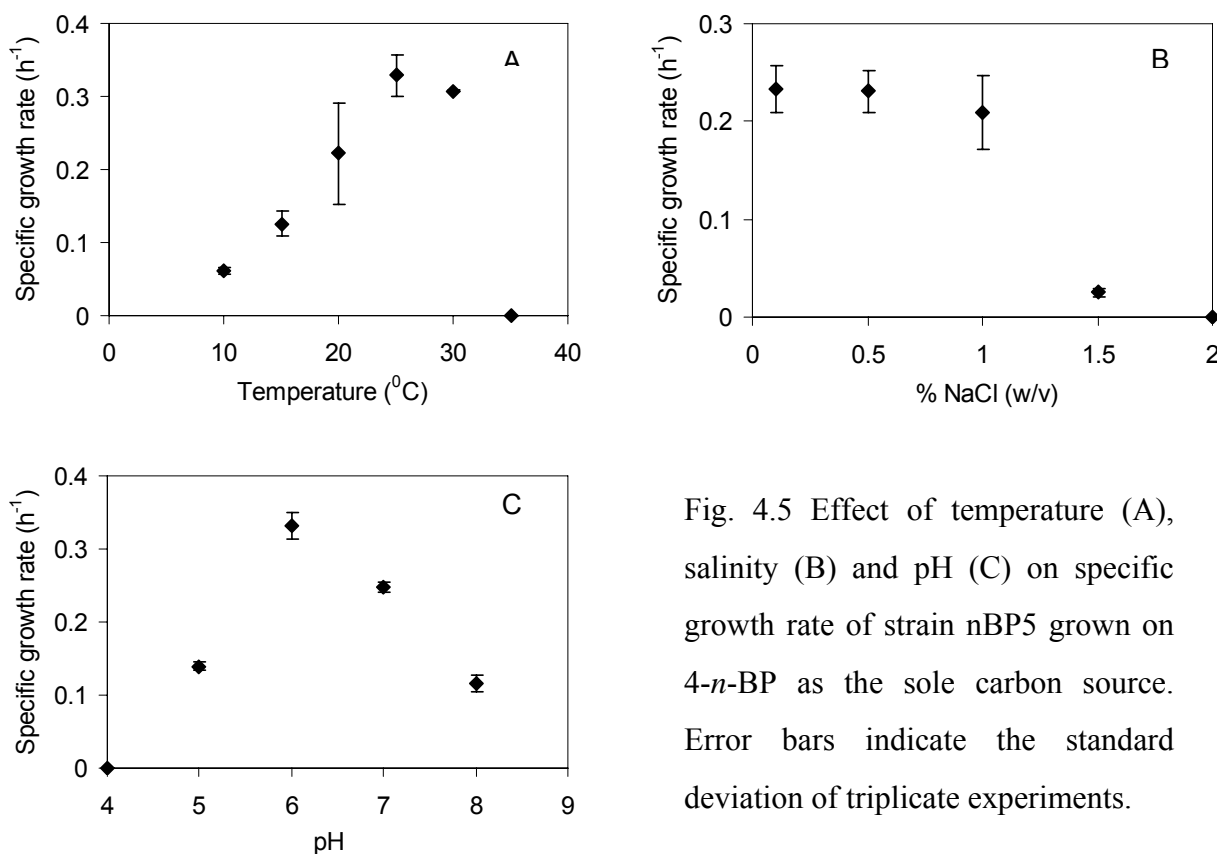 A
Specific growth rate (h-1)
0.4
0.3
0.2
0.1
0
0 10 20 30 40
Temperature (0C)
B
Specific growth rate (h-1)
0.3
0.2
0.1
0
0 0.5 1 1.5 2
% NaCl (w/v)
C
Specific growth rate (h-1)
0.4
0.3
0.2
0.1
0
4 5 6 7 8 9
pH
Fig. 4.5 Effect of temperature (A),
salinity (B) and pH (C) on specific
growth rate of strain nBP5 grown on
4-n-BP as the sole carbon source.
Error bars indicate the standard
deviation of triplicate experiments.